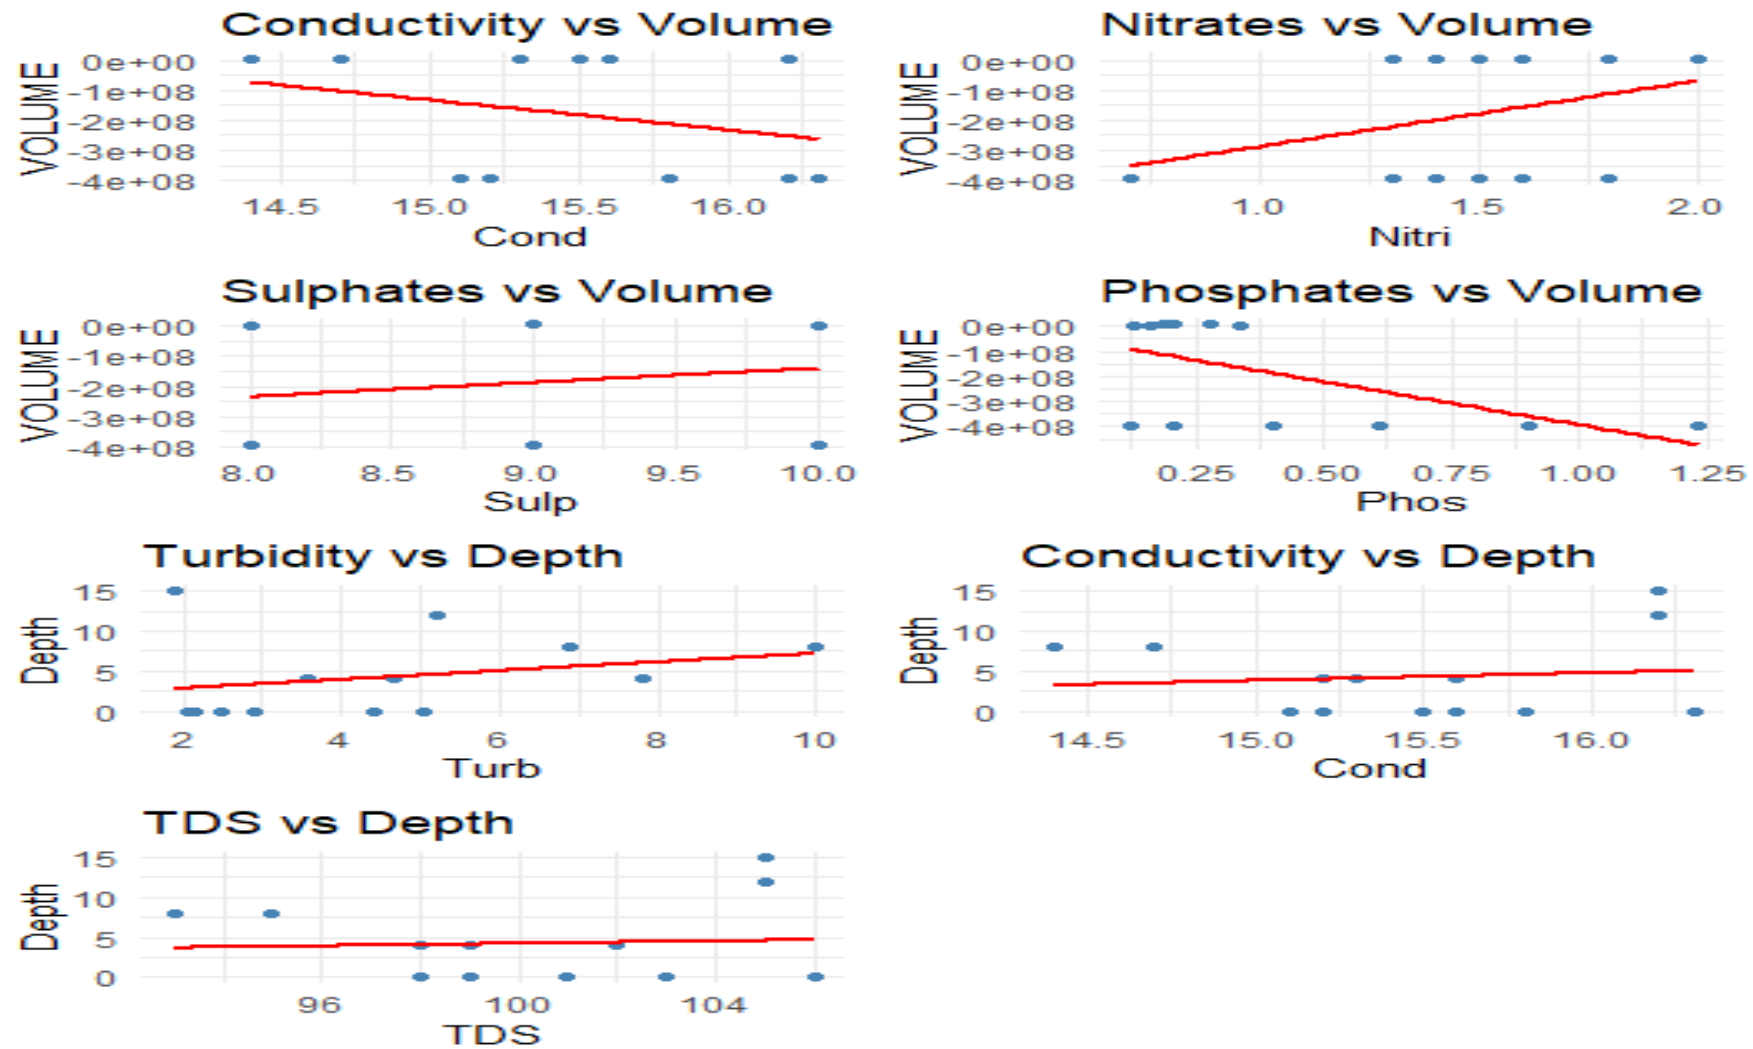 Conductivity vs Volume
VOLUME
0e+00
-1e+08
-2e+08
-3e+08
-4e+08
14.5 15.0 15.5 16.0
Cond
Nitrates vs Volume
VOLUME
0e+00
-1e+08
-2e+08
-3e+08
-4e+08
1.0 1.5 2.0
Nitri
Sulphates vs Volume
VOLUME
0e+00
-1e+08
-2e+08
-3e+08
-4e+08
8.0 8.5 9.0 9.5 10.0
Sulp
Phosphates vs Volume
VOLUME
0e+00
-1e+08
-2e+08
-3e+08
-4e+08
0.25 0.50 0.75 1.00 1.25
Phos
Turbidity vs Depth
Depth
15
10
5
0
2 4 6 8 10
Turb
Conductivity vs Depth
Depth
15
10
5
0
14.5 15.0 15.5 16.0
Cond
TDS vs Depth
Depth
15
10
5
0
96 100 104
TDS